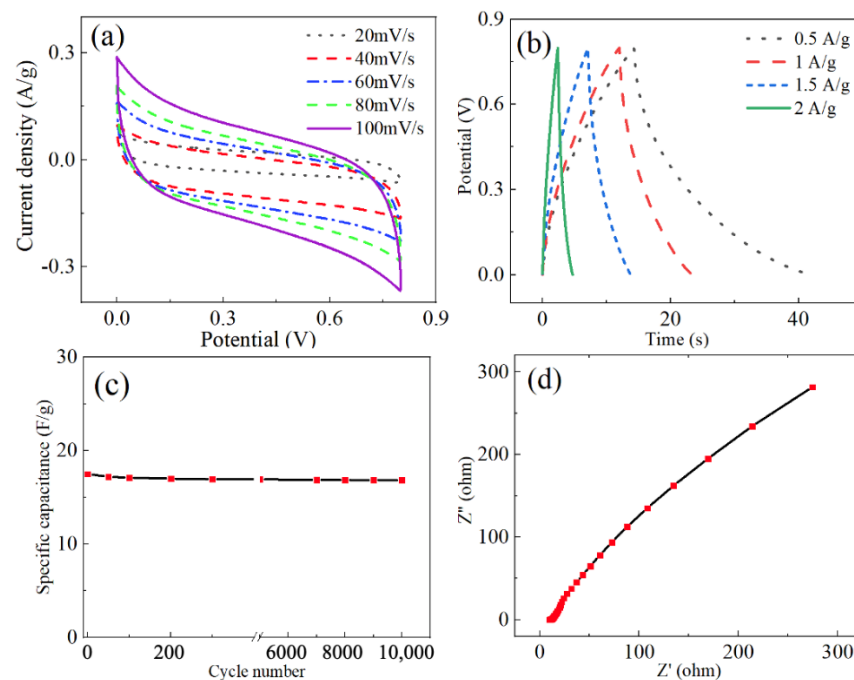 (a)
20mV/s
40mV/s
60mV/s
80mV/s
100mV/s
0.3
0.0
-0.3
Current density (A/g)
0.0 0.3 0.6 0.9
Potential (V)
(b)
0.5 A/g
1 A/g
1.5 A/g
2 A/g
0.9
0.6
0.3
0.0
Potential (V)
0 20 40
Time (s)
(c)
30
20
10
0
Specific capacitance (F/g)
0 200 6000 8000 10,000
Cycle number
(d)
300
200
100
0
Z" (ohm)
0 50 100 150 200 250 300
Z' (ohm)